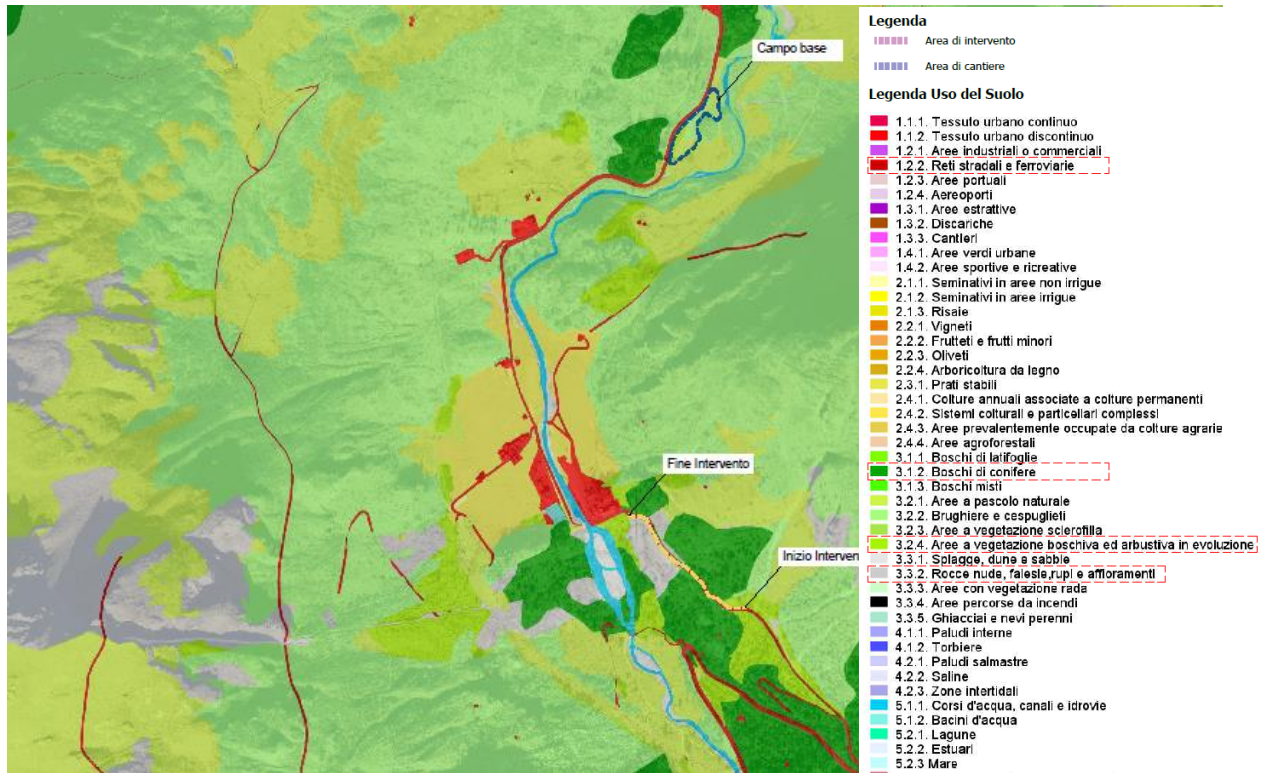 Campo base
Fine Intervento
Inizio Interven
Legenda
Area di intervento
Area di cantiere
Legenda Uso del Suolo
1.1.1. Tessuto urbano continuo
1.1.2. Tessuto urbano discontinuo
1.2.1. Aree industriali o commerciali
1.2.2. Reti stradali e ferroviarie
1.2.3. Aree portuali
1.2.4. Aereoporti
1.3.1. Aree estrattive
1.3.2. Discariche
1.3.3. Cantieri
1.4.1. Aree verdi urbane
1.4.2. Aree sportive e ricreative
2.1.1. Seminativi in aree non irrigue
2.1.2. Seminativi in aree irrigue
2.1.3. Risaie
2.2.1. Vigneti
2.2.2. Frutteti e frutti minori
2.2.3. Oliveti
2.2.4. Arboricoltura da legno
2.3.1. Prati stabili
2.4.1. Colture annuali associate a colture permanenti
2.4.2. Sistemi colturali e particellari complessi
2.4.3. Aree prevalentemente occupate da colture agrarie
2.4.4. Aree agroforestali
3.1.1. Boschi di latifoglie
3.1.2. Boschi di conifere
3.1.3. Boschi misti
3.2.1. Aree a pascolo naturale
3.2.2. Brughiere e cespuglieti
3.2.3. Aree a vegetazione sclerofilla
3.2.4. Aree a vegetazione boschiva ed arbustiva in evoluzione
3.3.1. Spiagge, dune e sabbie
3.3.2. Rocce nude, falesie,rupi e affioramenti
3.3.3. Aree con vegetazione rada
3.3.4. Aree percorse da incendi
3.3.5. Ghiacciai e nevi perenni
4.1.1. Paludi interne
4.1.2. Torbiere
4.2.1. Paludi salmastre
4.2.2. Saline
4.2.3. Zone intertidali
5.1.1. Corsi d'acqua, canali e idrovie
5.1.2. Bacini d'acqua
5.2.1. Lagune
5.2.2. Estuari
5.2.3 Mare